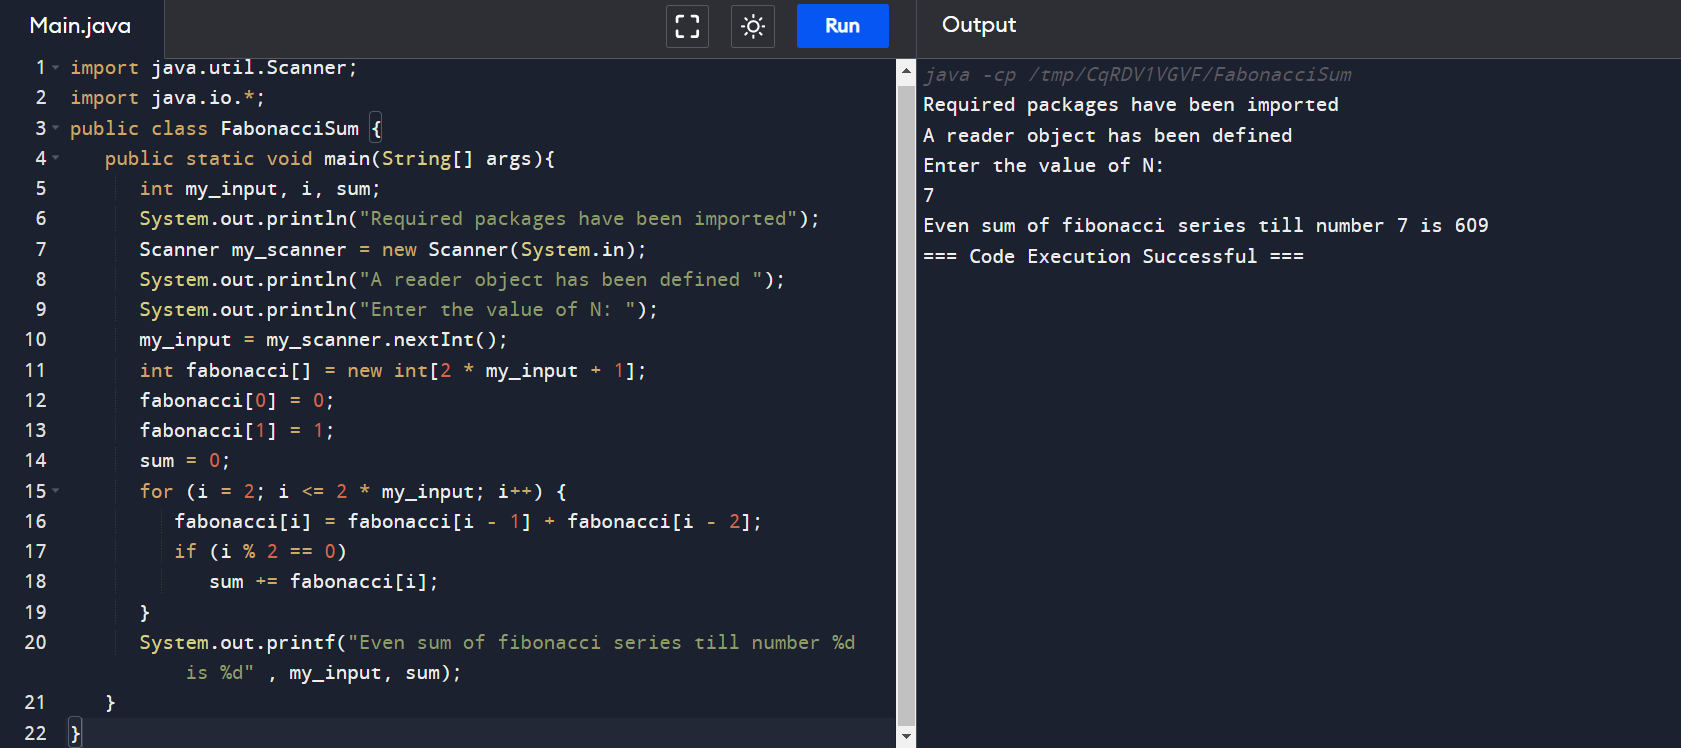 Main.java
Run
Output
1 import java.util.Scanner;
2 import java.io.*;
3 public class FabonacciSum {
4 public static void main(String[] args){
5 int my_input, i, sum;
6 System.out.println("Required packages have been imported");
7 Scanner my_scanner = new Scanner(System.in);
8 System.out.println("A reader object has been defined ");
9 System.out.println("Enter the value of N: ");
10 my_input = my_scanner.nextInt();
11 int fabonacci[] = new int[2 * my_input + 1];
12 fabonacci[0] = 0;
13 fabonacci[1] = 1;
14 sum = 0;
15 for (i = 2; i <= 2 * my_input; i++) {
16 fabonacci[i] = fabonacci[i - 1] + fabonacci[i - 2];
17 if (i % 2 == 0)
18 sum += fabonacci[i];
19 }
20 System.out.printf("Even sum of fibonacci series till number %d
is %d" , my_input, sum);
21 }
22 }
java -cp /tmp/CqRDV1VGVF/FabonacciSum
Required packages have been imported
A reader object has been defined
Enter the value of N:
7
Even sum of fibonacci series till number 7 is 609
=== Code Execution Successful ===